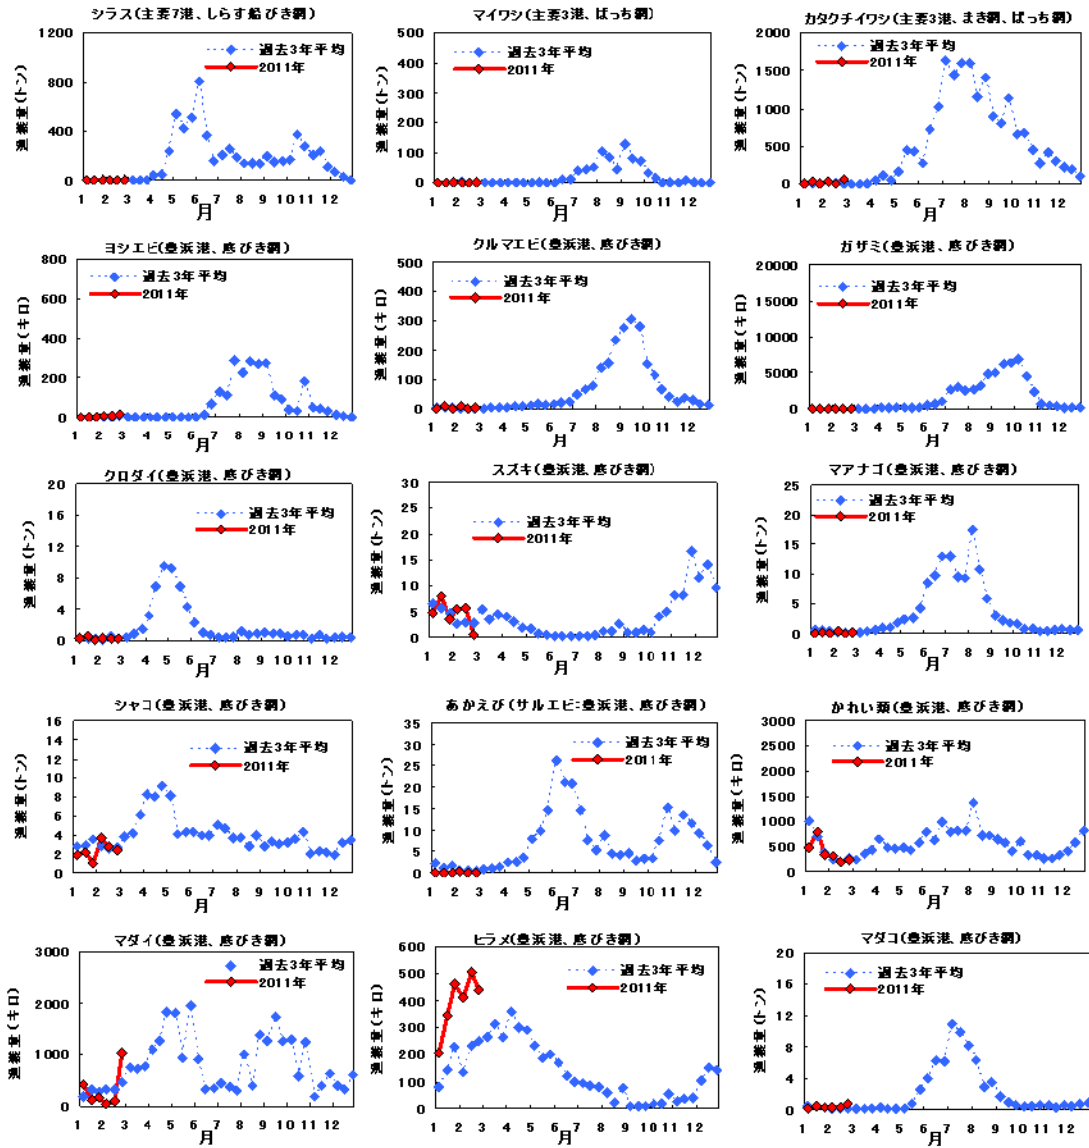 シラス(主要7港、しらす船びき網)
1200
800
400
0
漁獲量(トン)
過去3年平均
2011年
1 2 3 4 5 6 7 8 9 10 11 12
月
マイワシ(主要3港、ばっち網)
500
400
300
200
100
0
漁獲量(トン)
過去3年平均
2011年
1 2 3 4 5 6 7 8 9 10 11 12
月
カタクチイワシ(主要3港、まき網、ばっち網)
2000
1500
1000
500
0
漁獲量(トン)
過去3年平均
2011年
1 2 3 4 5 6 7 8 9 10 11 12
月
ヨシエビ(豊浜港、底びき網)
800
600
400
200
0
漁獲量(キロ)
過去3年平均
2011年
1 2 3 4 5 6 7 8 9 10 11 12
月
クルマエビ(豊浜港、底びき網)
500
400
300
200
100
0
漁獲量(キロ)
過去3年平均
2011年
1 2 3 4 5 6 7 8 9 10 11 12
月
ガザミ(豊浜港、底びき網)
20000
15000
10000
5000
0
漁獲量(キロ)
過去3年平均
2011年
1 2 3 4 5 6 7 8 9 10 11 12
月
クロダイ(豊浜港、底びき網)
20
16
12
8
4
0
漁獲量(トン)
過去3年平均
2011年
1 2 3 4 5 6 7 8 9 10 11 12
月
スズキ(豊浜港、底びき網)
30
25
20
15
10
5
0
漁獲量(トン)
過去3年平均
2011年
1 2 3 4 5 6 7 8 9 10 11 12
月
マアナゴ(豊浜港、底びき網)
25
20
15
10
5
0
漁獲量(トン)
過去3年平均
2011年
1 2 3 4 5 6 7 8 9 10 11 12
月
シャコ(豊浜港、底びき網)
16
14
12
10
8
6
4
2
0
漁獲量(トン)
過去3年平均
2011年
1 2 3 4 5 6 7 8 9 10 11 12
月
あかえび(サルエビ:豊浜港、底びき網)
35
30
25
20
15
10
5
0
漁獲量(トン)
過去3年平均
2011年
1 2 3 4 5 6 7 8 9 10 11 12
月
かれい類(豊浜港、底びき網)
3000
2500
2000
1500
1000
500
0
漁獲量(キロ)
過去3年平均
2011年
1 2 3 4 5 6 7 8 9 10 11 12
月
マダイ(豊浜港、底びき網)
3000
2000
1000
0
漁獲量(キロ)
過去3年平均
2011年
1 2 3 4 5 6 7 8 9 10 11 12
月
ヒラメ(豊浜港、底びき網)
600
500
400
300
200
100
0
漁獲量(キロ)
過去3年平均
2011年
1 2 3 4 5 6 7 8 9 10 11 12
月
マダコ(豊浜港、底びき網)
20
16
12
8
4
0
漁獲量(トン)
過去3年平均
2011年
1 2 3 4 5 6 7 8 9 10 11 12
月